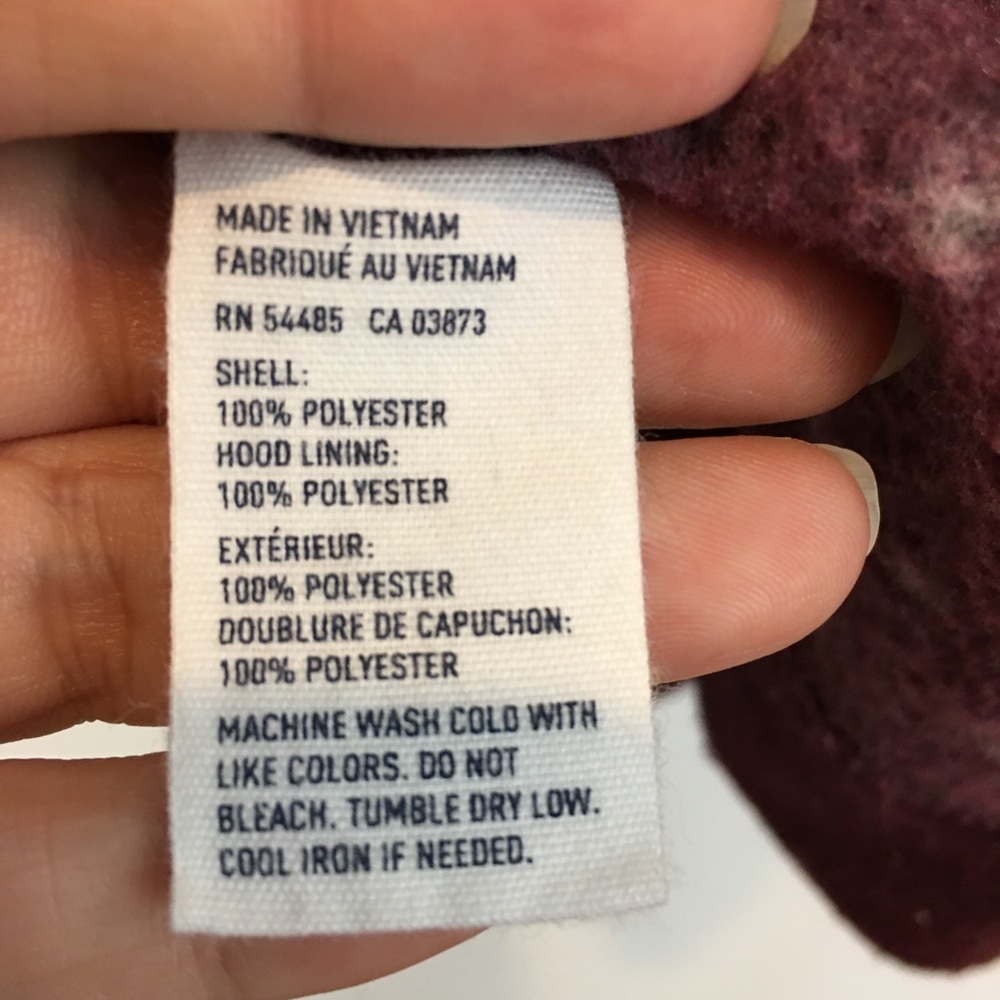 MADE IN VIETNAM
FABRIQUÉ AU VIETNAM
RN 54485 CA 03873
SHELL:
100% POLYESTER
HOOD LINING:
100% POLYESTER
EXTÉRIEUR:
100% POLYESTER
DOUBLURE DE CAPUCHON:
100% POLYESTER
MACHINE WASH COLD WITH
LIKE COLORS. DO NOT
BLEACH. TUMBLE DRY LOW.
COOL IRON IF NEEDED.